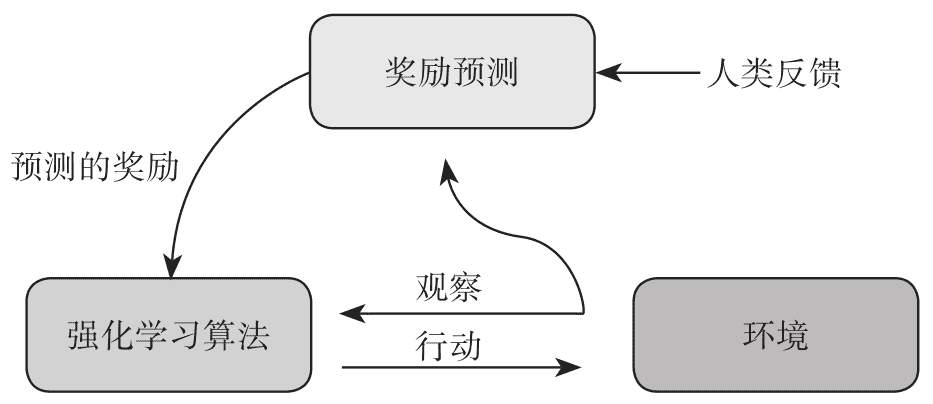 奖励预测
人类反馈
预测的奖励
观察
强化学习算法
行动
环境